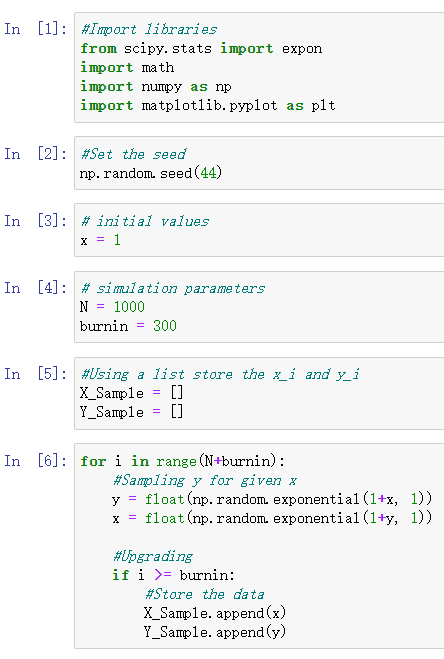 In [1]: #Import libraries
from scipy.stats import expon
import math
import numpy as np
import matplotlib.pyplot as plt
In [2]: #Set the seed
np.random.seed(44)
In [3]: # initial values
x = 1
In [4]: # simulation parameters
N = 1000
burnin = 300
In [5]: #Using a list store the x_i and y_i
X_Sample = []
Y_Sample = []
In [6]: for i in range(N+burnin):
#Sampling y for given x
y = float(np.random.exponential(1+x, 1))
x = float(np.random.exponential(1+y, 1))
#Upgrading
if i >= burnin:
#Store the data
X_Sample.append(x)
Y_Sample.append(y)